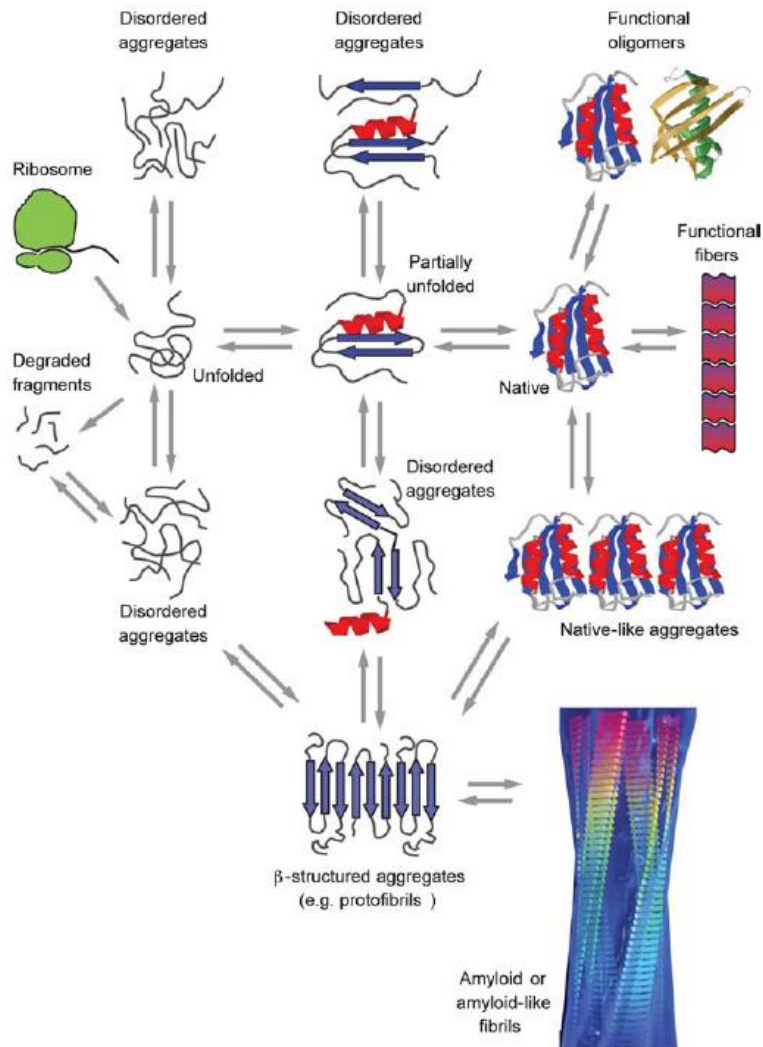 Disordered
aggregates
Disordered
aggregates
Functional
oligomers
Ribosome
Functional
fibers
Partially
unfolded
Degraded
fragments
Unfolded
Native
Disordered
aggregates
Disordered
aggregates
Native-like aggregates
β-structured aggregates
(e.g. protofibrils )
Amyloid or
amyloid-like
fibrils